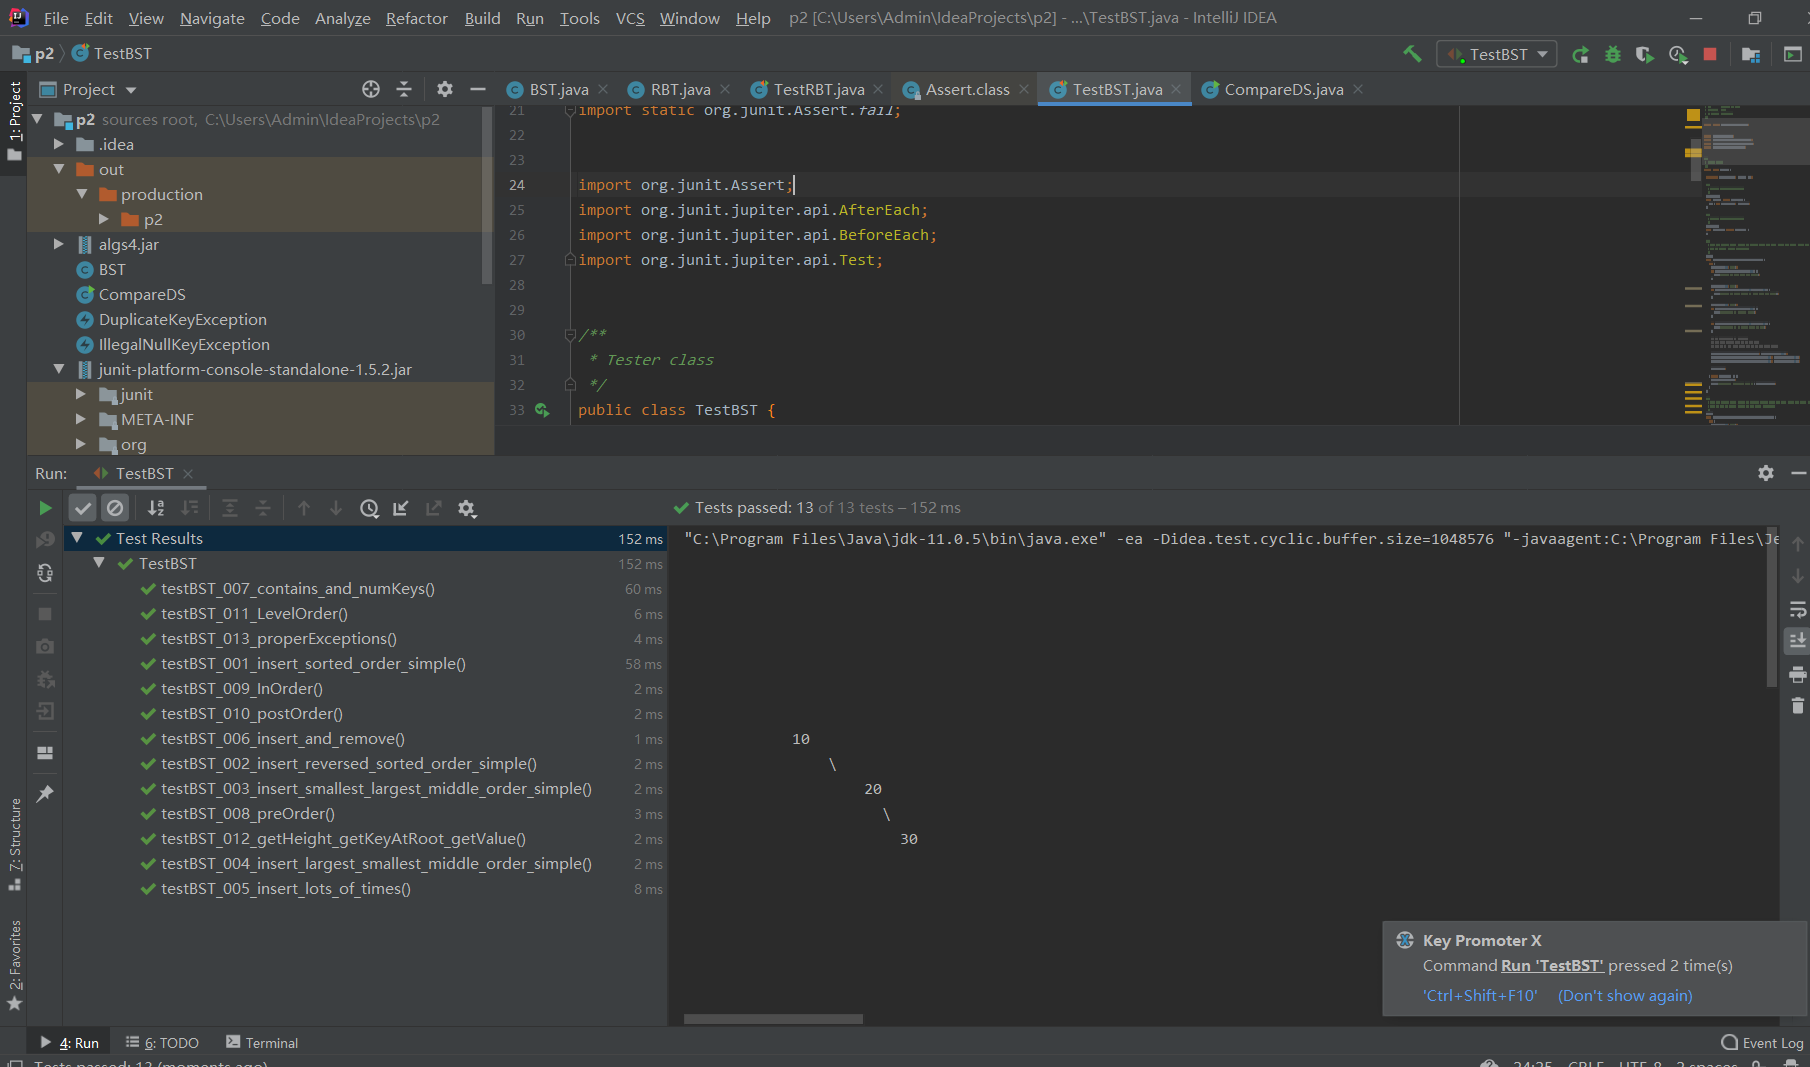 File Edit View Navigate Code Analyze Refactor Build Run Tools VCS Window Help p2 [C:\Users\Admin\IdeaProjects\p2] - ...\TestBST.java - IntelliJ IDEA
p2 TestBST
TestBST
1: Project
Project
BST.java RBT.java TestRBT.java Assert.class TestBST.java CompareDS.java
p2 sources root, C:\Users\Admin\IdeaProjects\p2
.idea
out
production
p2
algs4.jar
BST
CompareDS
DuplicateKeyException
IllegalNullKeyException
junit-platform-console-standalone-1.5.2.jar
junit
META-INF
org
21 import static org.junit.Assert.fail;
22
23
24 import org.junit.Assert;
25 import org.junit.jupiter.api.AfterEach;
26 import org.junit.jupiter.api.BeforeEach;
27 import org.junit.jupiter.api.Test;
28
29
30 /**
31 * Tester class
32 */
33 public class TestBST {
Run: TestBST
Tests passed: 13 of 13 tests – 152 ms
Test Results 152 ms
TestBST 152 ms
testBST_007_contains_and_numKeys() 60 ms
testBST_011_LevelOrder() 6 ms
testBST_013_properExceptions() 4 ms
testBST_001_insert_sorted_order_simple() 58 ms
testBST_009_InOrder() 2 ms
testBST_010_postOrder() 2 ms
testBST_006_insert_and_remove() 1 ms
testBST_002_insert_reversed_sorted_order_simple() 2 ms
testBST_003_insert_smallest_largest_middle_order_simple() 2 ms
testBST_008_preOrder() 3 ms
testBST_012_getHeight_getKeyAtRoot_getValue() 2 ms
testBST_004_insert_largest_smallest_middle_order_simple() 2 ms
testBST_005_insert_lots_of_times() 8 ms
"C:\Program Files\Java\jdk-11.0.5\bin\java.exe" -ea -Didea.test.cyclic.buffer.size=1048576 "-javaagent:C:\Program Files\Je
10
\
20
\
30
7: Structure
2: Favorites
Key Promoter X
Command Run 'TestBST' pressed 2 time(s)
'Ctrl+Shift+F10' (Don't show again)
4: Run 6: TODO Terminal Event Log
Tests passed: 13 (moments ago) 24:25 CRLF UTF-8 2 spaces